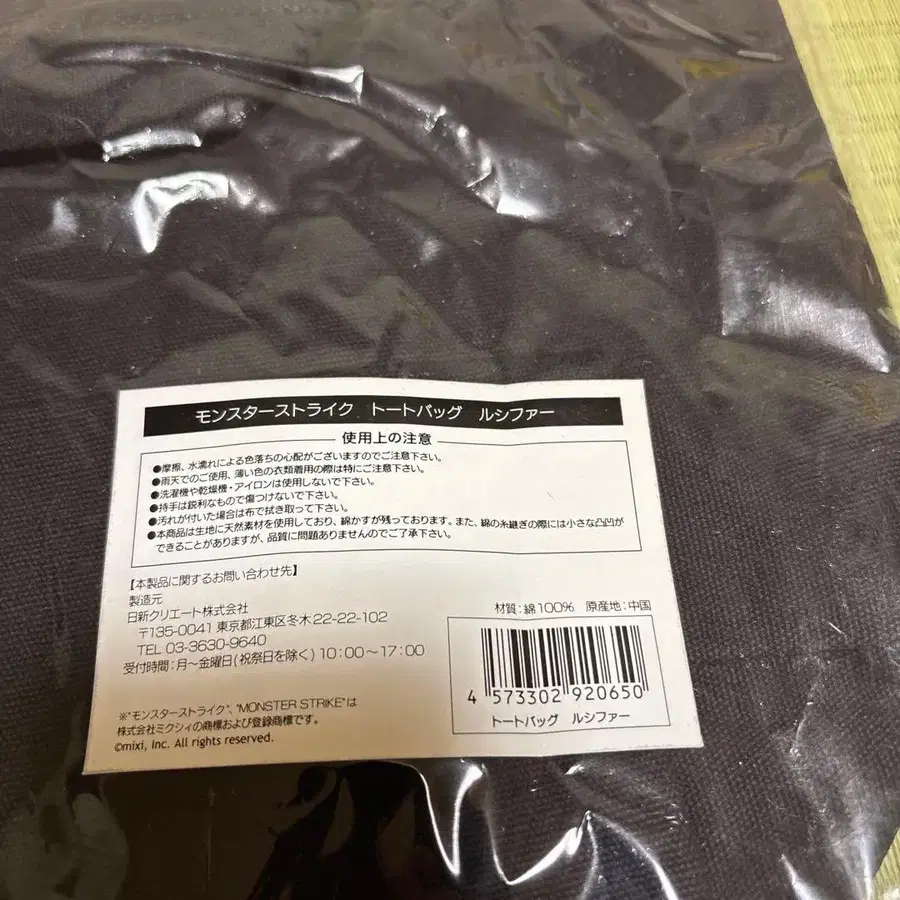 モンスターストライク トートバッグ ルシファー
使用上の注意
●摩擦、水濡れによる色落ちの心配がございますのでご注意下さい。
●雨天でのご使用、薄い色の衣類着用の際は特にご注意下さい。
●洗濯機や乾燥機・アイロンは使用しないで下さい。
●持手は鋭利なもので傷つけないで下さい。
●汚れが付いた場合は布で拭き取って下さい。
●本商品は生地に天然素材を使用しており、綿かすが残っております。また、綿の糸継ぎの際には小さな凸凹が
できることがありますが、品質に問題ありませんのでご了承下さい。
【本製品に関するお問い合わせ先】
製造元
日新クリエート株式会社
〒135-0041 東京都江東区冬木22-22-102
TEL 03-3630-9640
受付時間:月〜金曜日(祝祭日を除く)10:00〜17:00
※"モンスターストライク"、"MONSTER STRIKE"は
株式会社ミクシィの商標および登録商標です。
©mixi, Inc. All rights reserved.
材質:綿100% 原産地:中国
4 573302 920650
トートバッグ ルシファー